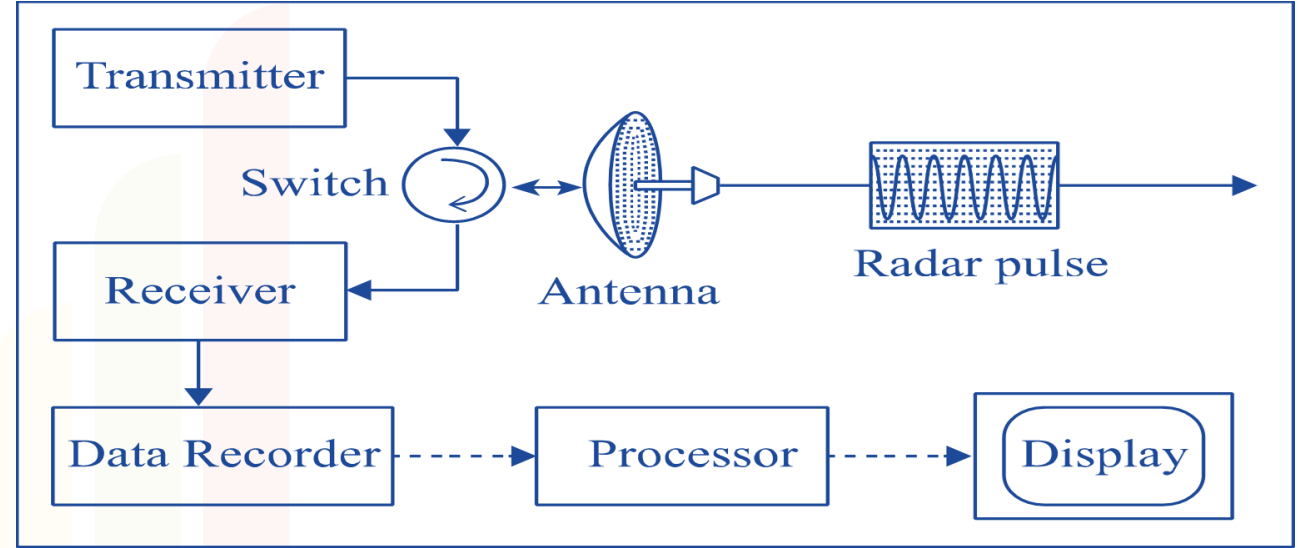 Transmitter
Switch
Antenna
Radar pulse
Receiver
Data Recorder
Processor
Display